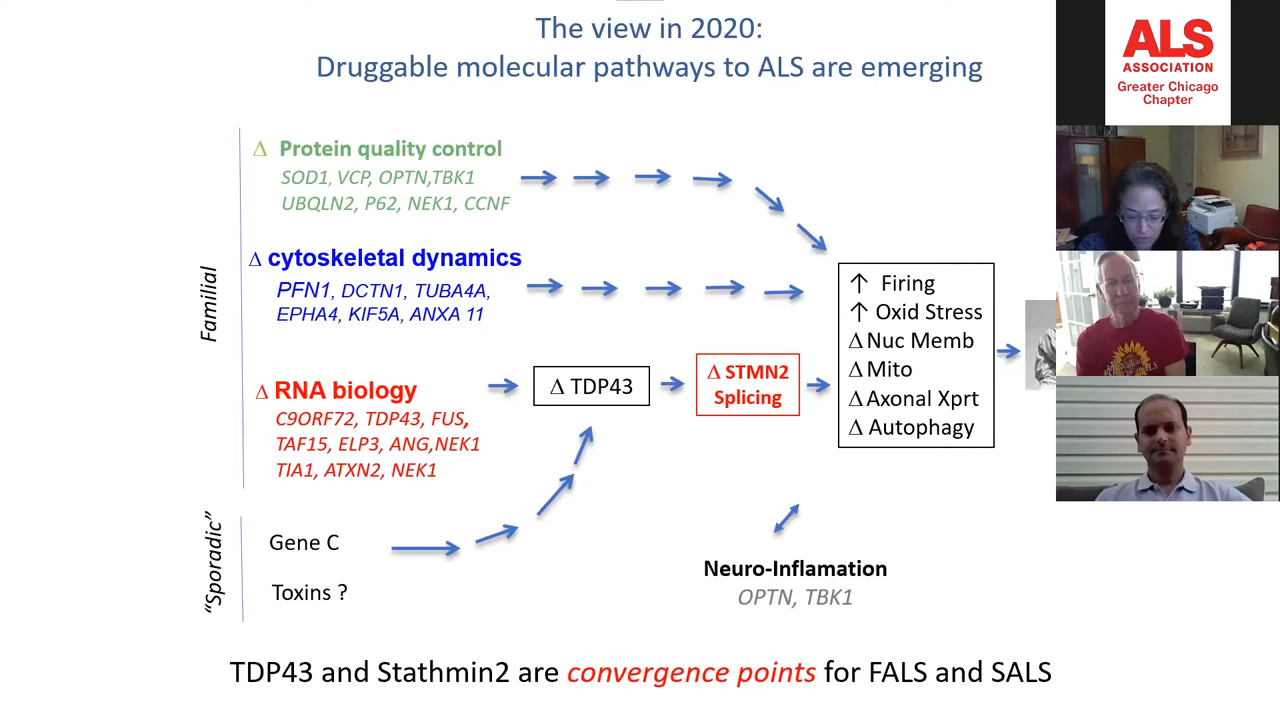 The view in 2020:
Druggable molecular pathways to ALS are emerging
ALS
ASSOCIATION
Greater Chicago
Chapter
Familial
Δ Protein quality control
SOD1, VCP, OPTN,TBK1
UBQLN2, P62, NEK1, CCNF
Δ cytoskeletal dynamics
PFN1, DCTN1, TUBA4A,
EPHA4, KIF5A, ANXA 11
Δ RNA biology
C9ORF72, TDP43, FUS,
TAF15, ELP3, ANG,NEK1
TIA1, ATXN2, NEK1
Δ TDP43
Δ STMN2
Splicing
↑ Firing
↑ Oxid Stress
Δ Nuc Memb
Δ Mito
Δ Axonal Xprt
Δ Autophagy
"Sporadic"
Gene C
Toxins ?
Neuro-Inflamation
OPTN, TBK1
TDP43 and Stathmin2 are convergence points for FALS and SALS